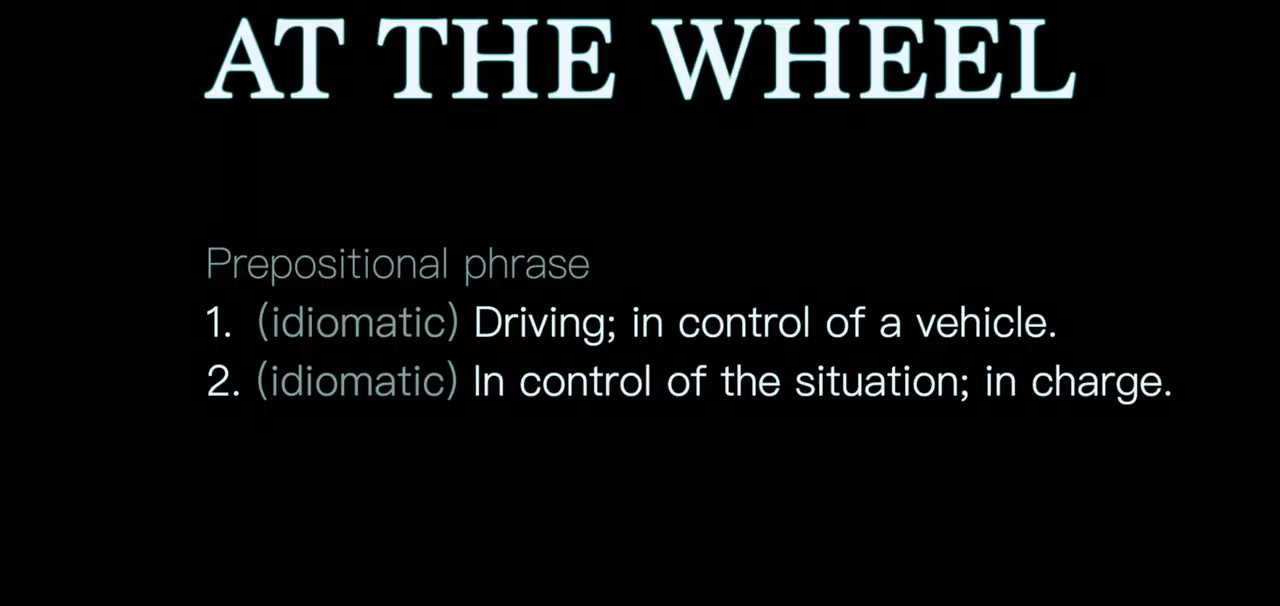 AT THE WHEEL
Prepositional phrase
1. (idiomatic) Driving; in control of a vehicle.
2. (idiomatic) In control of the situation; in charge.